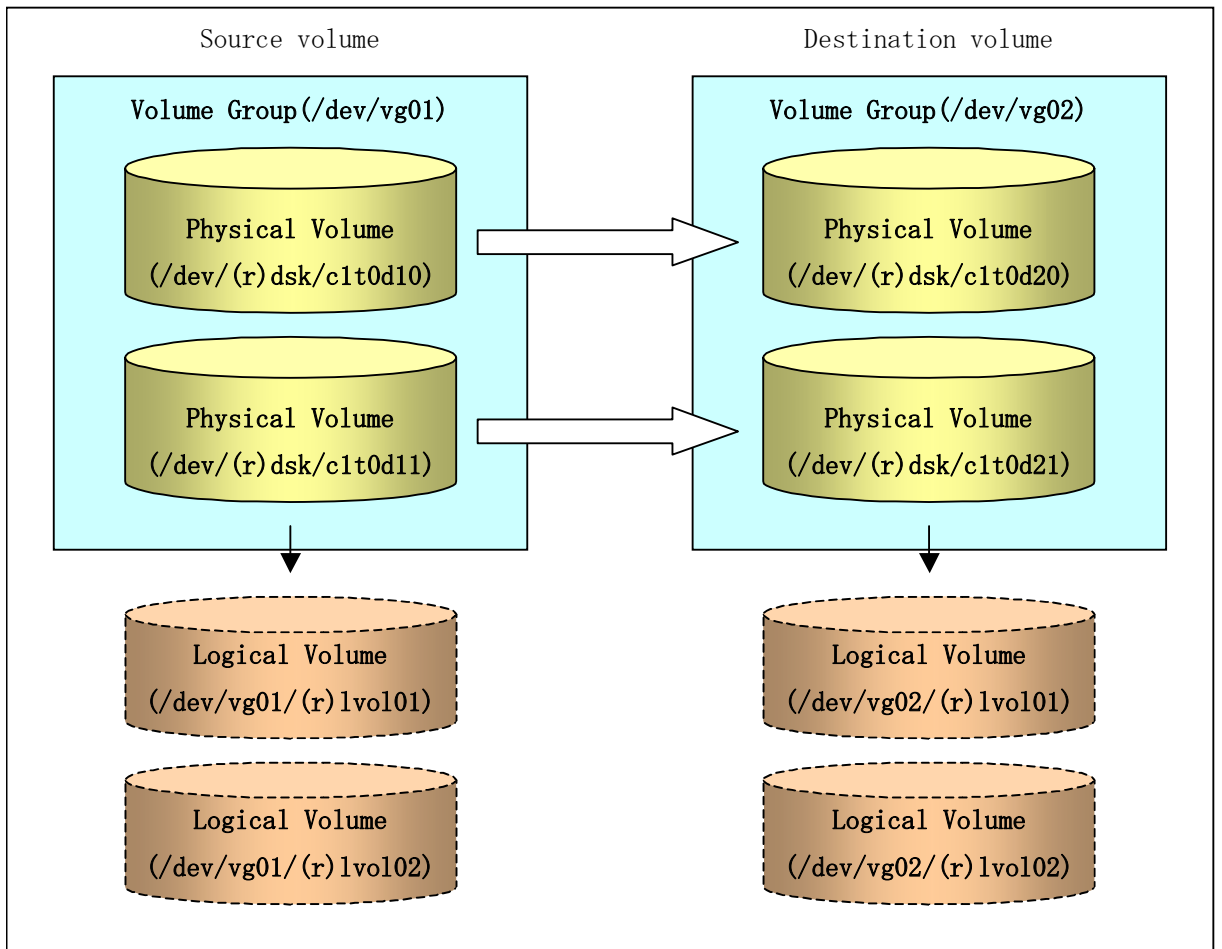 Source volume
Destination volume
Volume Group(/dev/vg01)
Physical Volume
(/dev/(r)dsk/c1t0d10)
Physical Volume
(/dev/(r)dsk/c1t0d11)
Logical Volume
(/dev/vg01/(r)lvol01)
Logical Volume
(/dev/vg01/(r)lvol02)
Volume Group(/dev/vg02)
Physical Volume
(/dev/(r)dsk/c1t0d20)
Physical Volume
(/dev/(r)dsk/c1t0d21)
Logical Volume
(/dev/vg02/(r)lvol01)
Logical Volume
(/dev/vg02/(r)lvol02)